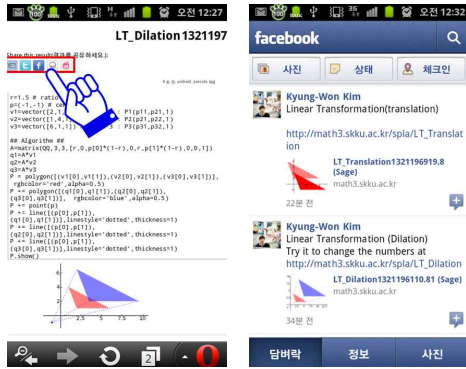 오전 12:27
LT_Dilation1321197
Share this result(결과를 공유하세요.):
r=1.5 # ratio
p=(-1,-1) # cen
v1=vector([2,1 : P1(p11,p21,1)
v2=vector([1,4,1 : P2(p21,p22,1)
v3=vector([6,1,1]) : P3(p31,p32,1)
## Algorithm ##
A=matrix(QQ,3,3,[r,0,p[0]*(1-r),0,r,p[1]*(1-r),0,0,1])
q1=A*v1
q2=A*v2
q3=A*v3
P = polygon([(v1[0],v1[1]),(v2[0],v2[1]),(v3[0],v3[1])],
rgbcolor='red',alpha=0.5)
P += polygon([(q1[0],q1[1]),(q2[0],q2[1]),
(q3[0],q3[1])], rgbcolor='blue',alpha=0.5)
P += point(p)
P += line([(p[0],p[1]),
(q1[0],q1[1])],linestyle='dotted',thickness=1)
P += line([(p[0],p[1]),
(q2[0],q2[1])],linestyle='dotted',thickness=1)
P += line([(p[0],p[1]),
(q3[0],q3[1])],linestyle='dotted',thickness=1)
P.show()
6
4
2
2.5 5 7.5 10
2
오전 12:32
facebook
사진 상태 체크인
Kyung-Won Kim
Linear Transformation(translation)
http://math3.skku.ac.kr/spla/LT_Translat
ion
LT_Translation1321196919.8
(Sage)
math3.skku.ac.kr
22분 전
Kyung-Won Kim
Linear Transformation (Dilation)
Try it to change the numbers at
http://math3.skku.ac.kr/spla/LT_Dilation
LT_Dilation1321196110.81 (Sage)
math3.skku.ac.kr
34분 전
담벼락 정보 사진